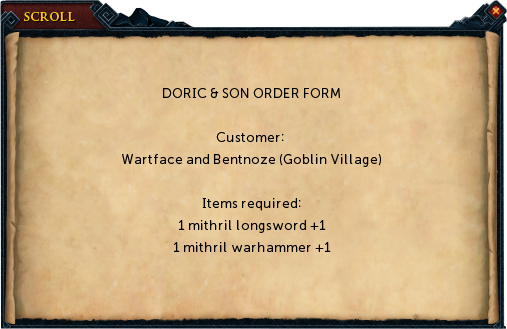 SCROLL
DORIC & SON ORDER FORM
Customer:
Wartface and Bentnoze (Goblin Village)
Items required:
1 mithril longsword +1
1 mithril warhammer +1